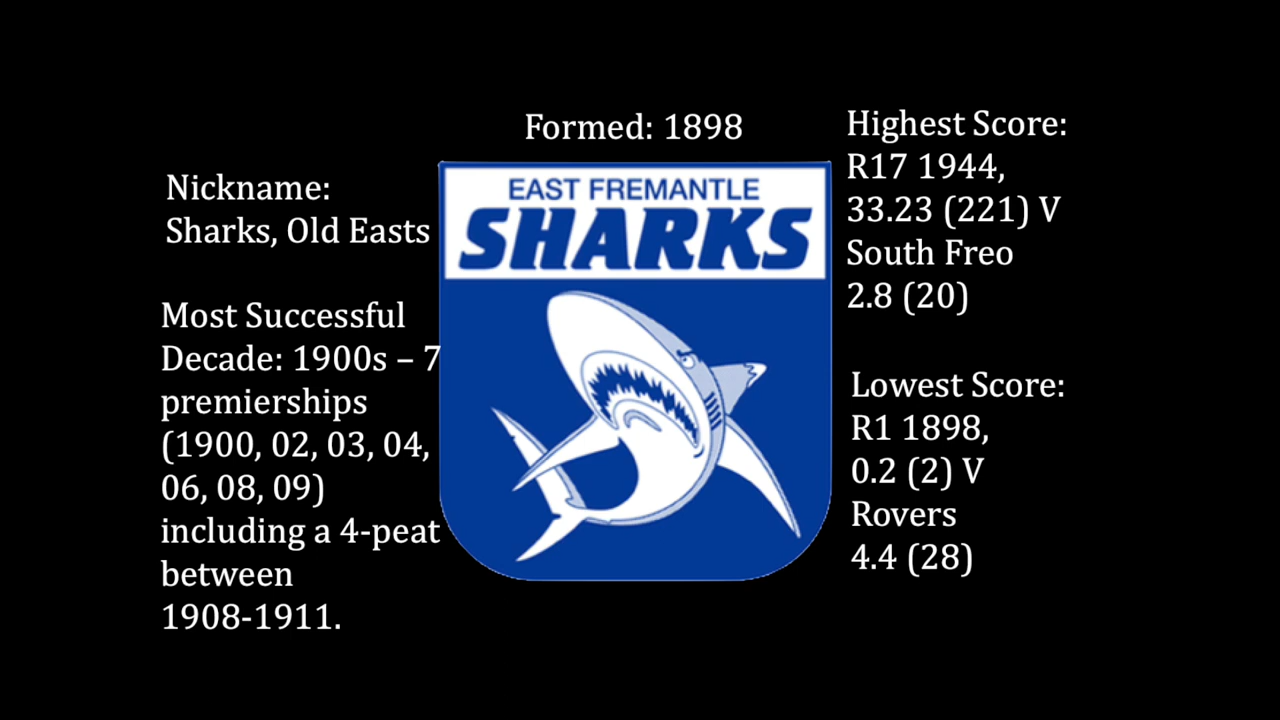 Formed: 1898
Nickname:
Sharks, Old Easts
Most Successful
Decade: 1900s – 7
premierships
(1900, 02, 03, 04,
06, 08, 09)
including a 4-peat
between
1908-1911.
EAST FREMANTLE
SHARKS
Highest Score:
R17 1944,
33.23 (221) V
South Freo
2.8 (20)
Lowest Score:
R1 1898,
0.2 (2) V
Rovers
4.4 (28)